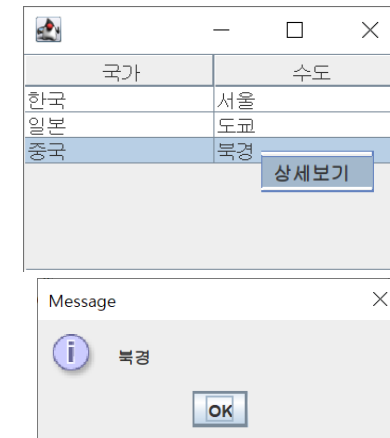 국가 수도
한국 서울
일본 도쿄
중국 북경
상세보기
Message
북경
OK